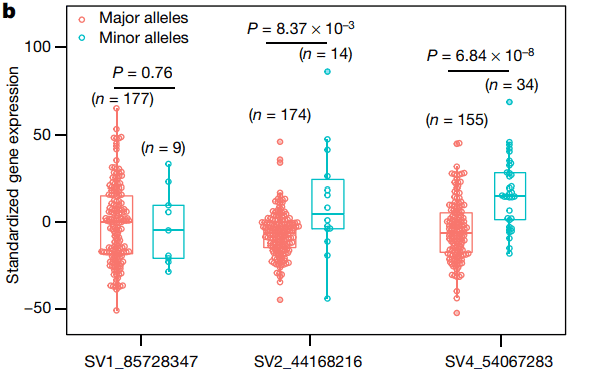 b
Major alleles
Minor alleles
P = 8.37 × 10⁻³
(n = 14)
P = 6.84 × 10⁻⁸
(n = 34)
P = 0.76
(n = 177)
(n = 174)
(n = 155)
(n = 9)
Standardized gene expression
100
50
0
−50
SV1_85728347
SV2_44168216
SV4_54067283